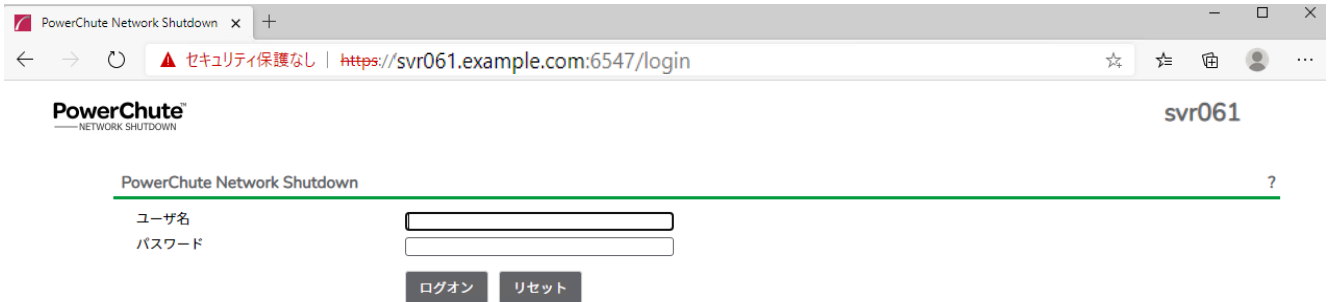 PowerChute Network Shutdown
セキュリティ保護なし | https://svr061.example.com:6547/login
PowerChute™
NETWORK SHUTDOWN
svr061
PowerChute Network Shutdown ?
ユーザ名
パスワード
ログオン リセット